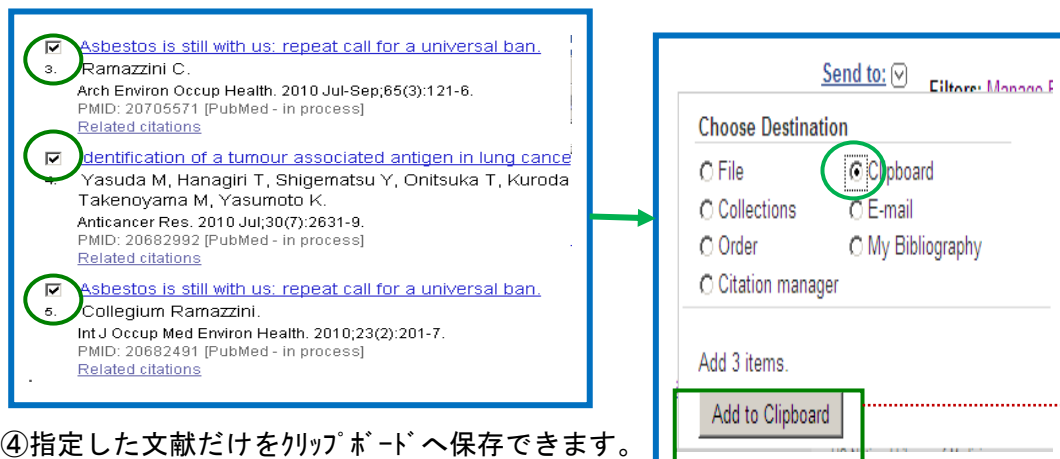 Asbestos is still with us: repeat call for a universal ban.
3. Ramazzini C.
Arch Environ Occup Health. 2010 Jul-Sep;65(3):121-6.
PMID: 20705571 [PubMed - in process]
Related citations
dentification of a tumour associated antigen in lung cance
4. Yasuda M, Hanagiri T, Shigematsu Y, Onitsuka T, Kuroda
Takenoyama M, Yasumoto K.
Anticancer Res. 2010 Jul;30(7):2631-9.
PMID: 20682992 [PubMed - in process]
Related citations
Asbestos is still with us: repeat call for a universal ban.
5. Collegium Ramazzini.
Int J Occup Med Environ Health. 2010;23(2):201-7.
PMID: 20682491 [PubMed - in process]
Related citations
④指定した文献だけをｸﾘｯﾌﾟﾎﾞｰﾄﾞへ保存できます。
Send to: Filters: Manage F
Choose Destination
File Clipboard
Collections E-mail
Order My Bibliography
Citation manager
Add 3 items.
Add to Clipboard